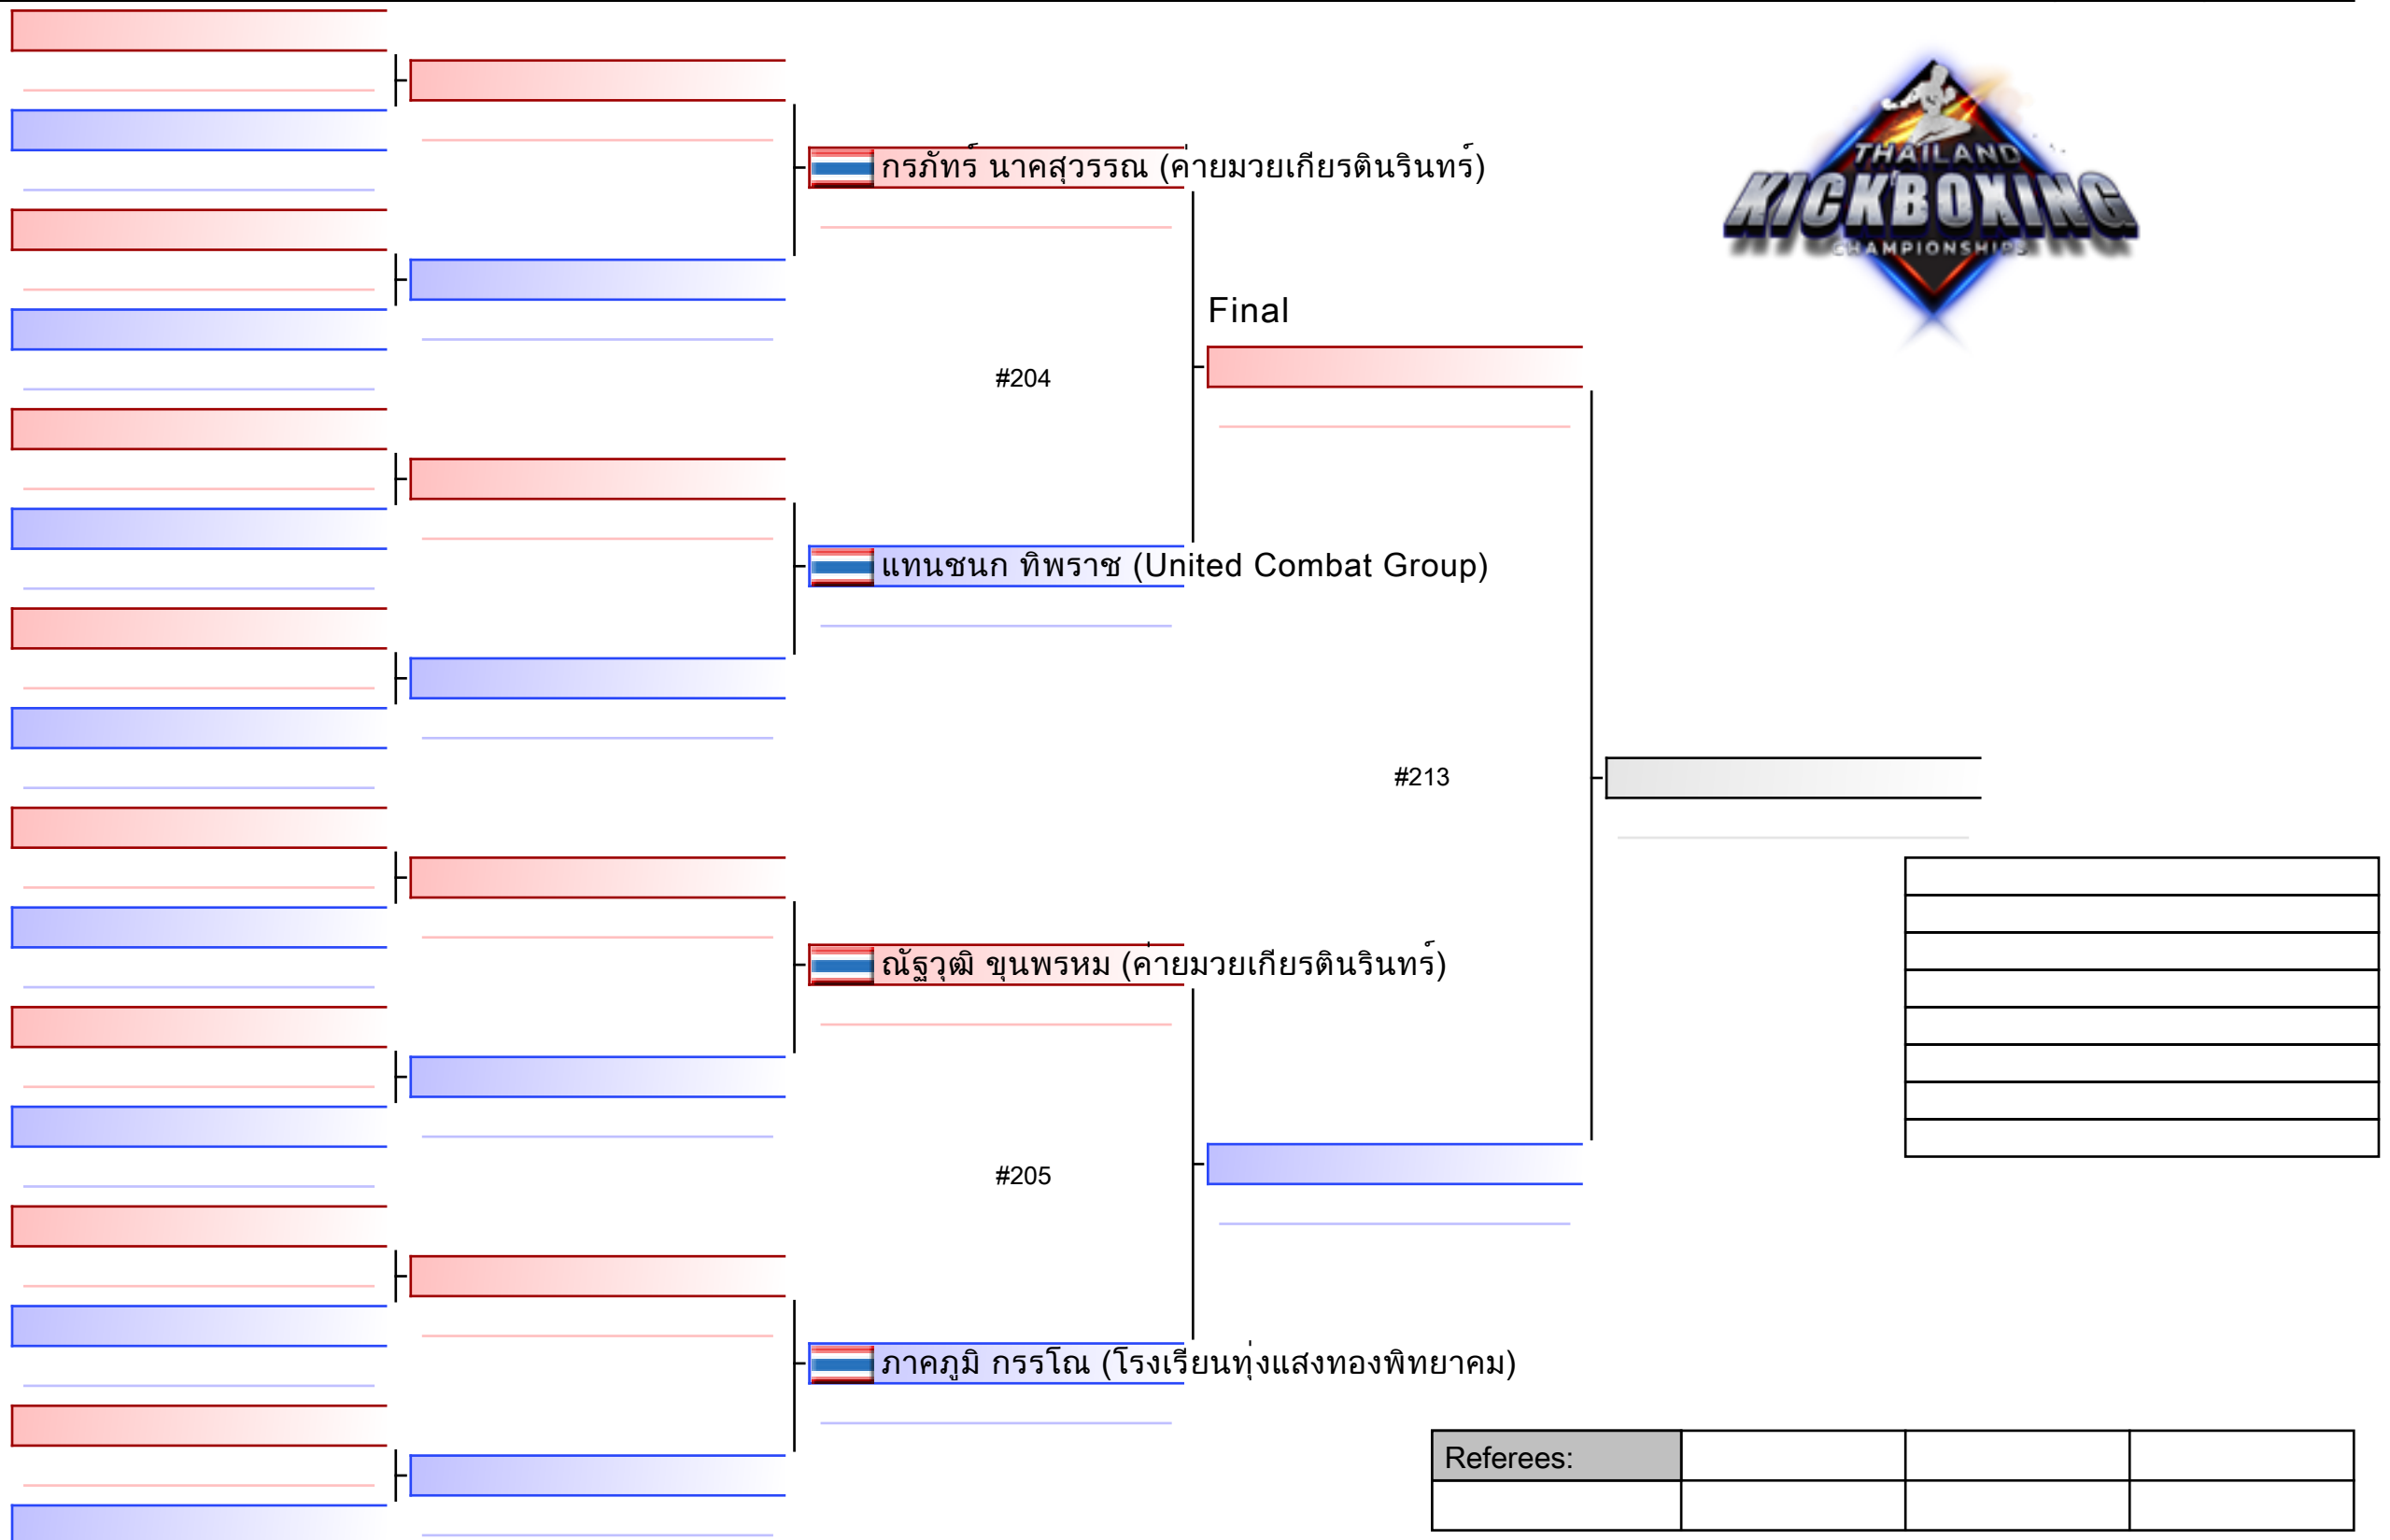 THAILAND
KICKBOXING
CHAMPIONSHIPS
กรภัทร์ นาคสุวรรณ (ค่ายมวยเกียรตินรินทร์)
Final
#204
แทนชนก ทิพราช (United Combat Group)
#213
ณัฐวุฒิ ขุนพรหม (ค่ายมวยเกียรตินรินทร์)
#205
ภาคภูมิ กรรโณ (โรงเรียนทุ่งแสงทองพิทยาคม)
Referees: